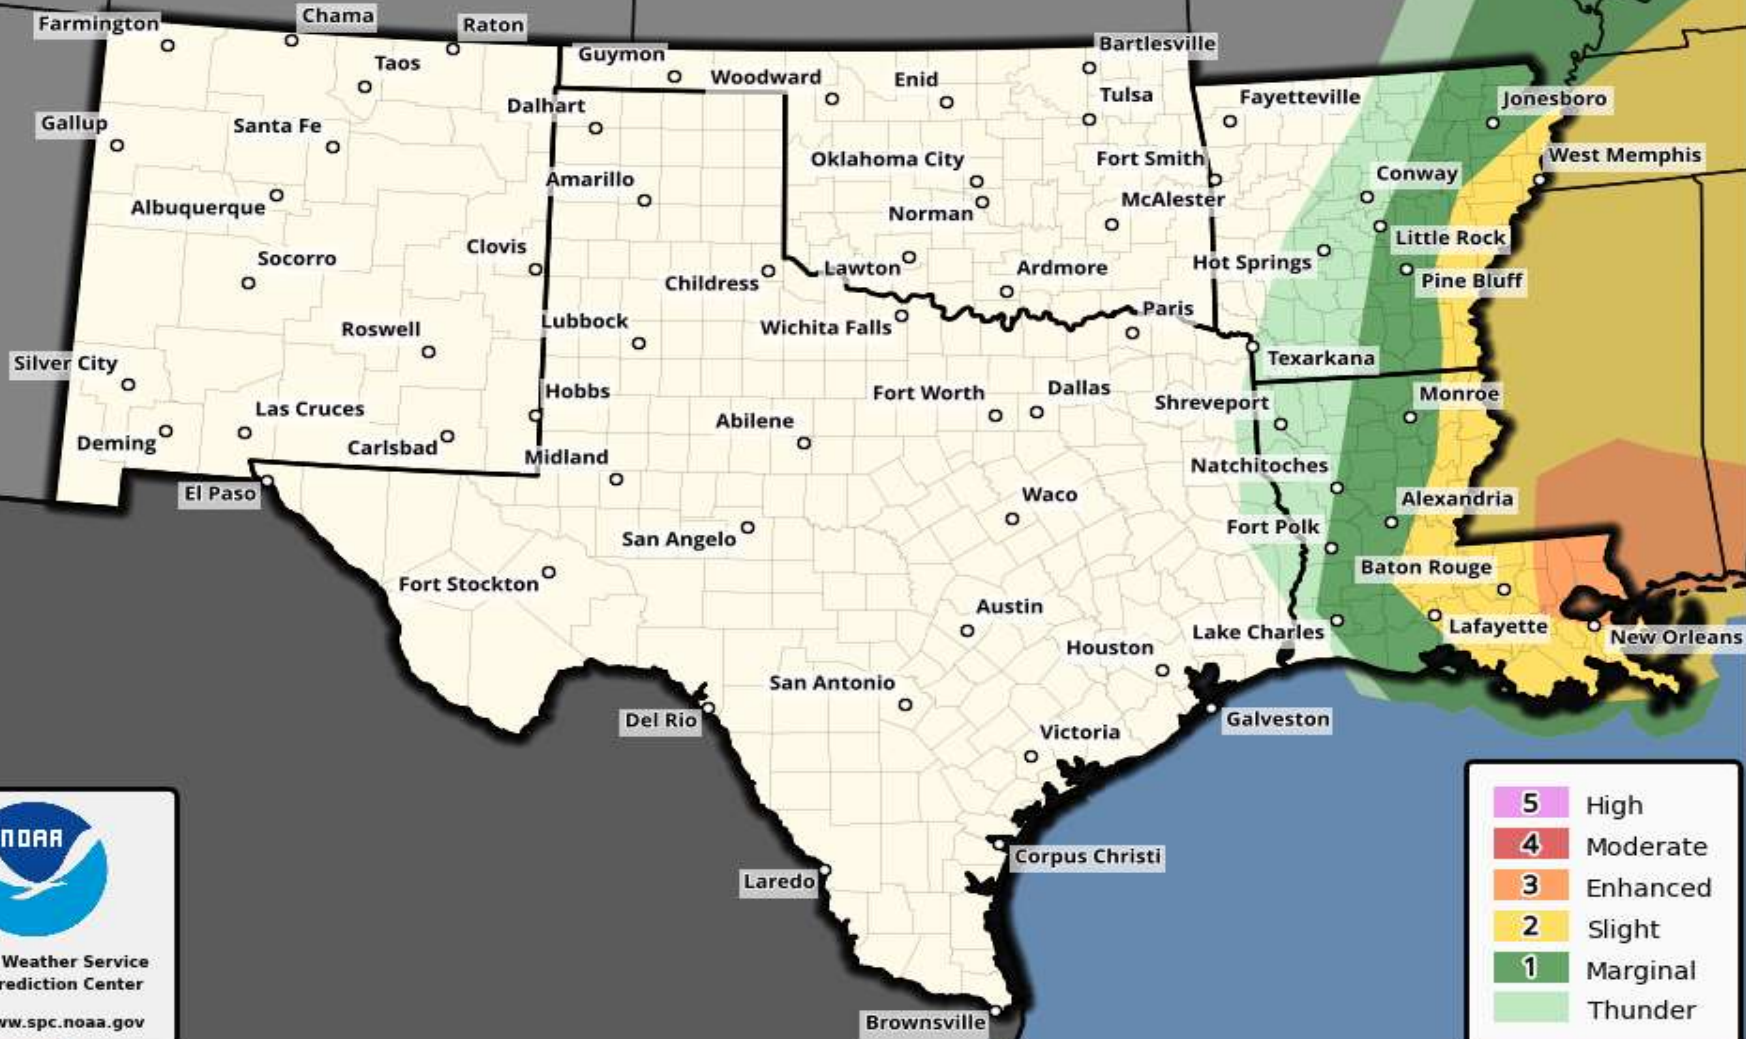 Farmington
Chama
Raton
Taos
Guymon
Woodward
Enid
Bartlesville
Dalhart
Tulsa
Fayetteville
Jonesboro
Gallup
Santa Fe
Oklahoma City
Fort Smith
West Memphis
Amarillo
Conway
Albuquerque
Norman
McAlester
Clovis
Little Rock
Socorro
Childress
Lawton
Ardmore
Hot Springs
Pine Bluff
Roswell
Lubbock
Wichita Falls
Paris
Silver City
Texarkana
Hobbs
Fort Worth
Dallas
Shreveport
Monroe
Las Cruces
Abilene
Deming
Carlsbad
Midland
Natchitoches
El Paso
Waco
Alexandria
San Angelo
Fort Polk
Fort Stockton
Baton Rouge
Austin
Lake Charles
Lafayette
New Orleans
Houston
San Antonio
Del Rio
Victoria
Galveston
Corpus Christi
Laredo
Brownsville
NOAA
Weather Service
rediction Center
ww.spc.noaa.gov
5 High
4 Moderate
3 Enhanced
2 Slight
1 Marginal
Thunder